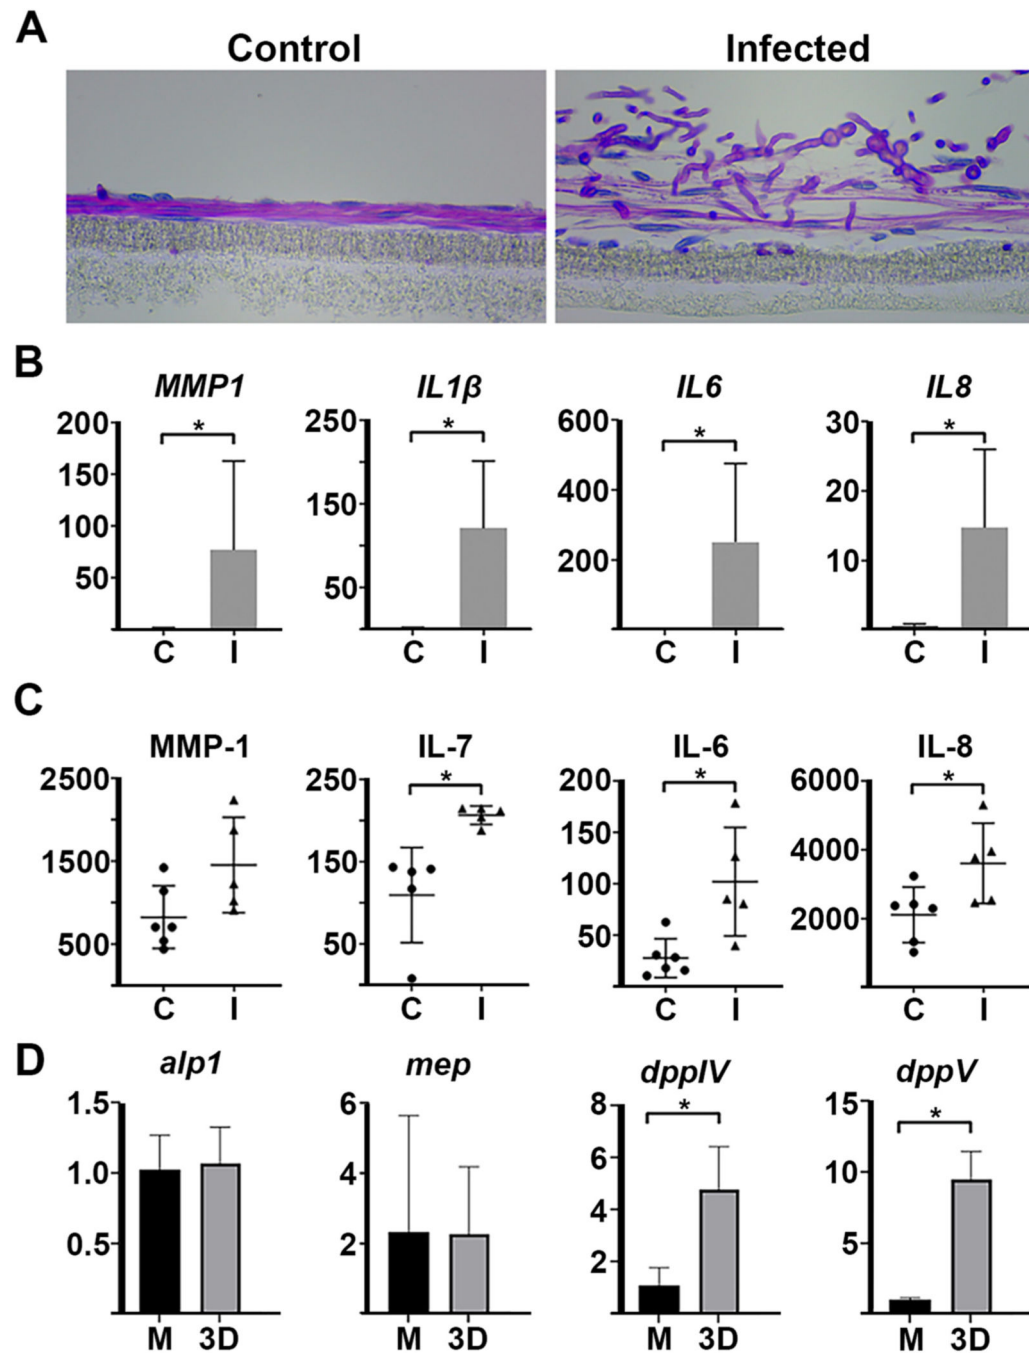 A
Control Infected
B
MMP1 IL1β IL6 IL8
200 250 600 30
* * * *
150 150 400 20
100 50 200 10
50
C I C I C I C I
C
MMP-1 IL-7 IL-6 IL-8
2500 250 200 6000
* * *
1500 150 150 4000
500 50 100 2000
50
C I C I C I C I
D
alp1 mep dppIV dppV
1.5 6 8 15
* *
1.0 4 6 10
0.5 2 4 5
2
M 3D M 3D M 3D M 3D